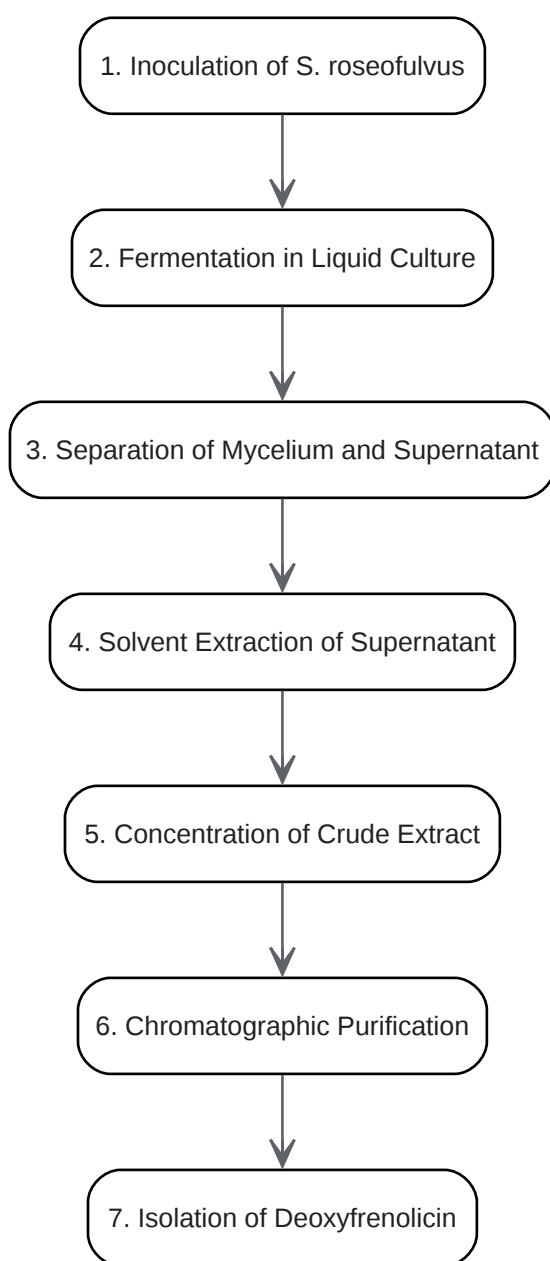 1. Inoculation of S. roseofulvus
2. Fermentation in Liquid Culture
3. Separation of Mycelium and Supernatant
4. Solvent Extraction of Supernatant
5. Concentration of Crude Extract
6. Chromatographic Purification
7. Isolation of Deoxyfrenolicin